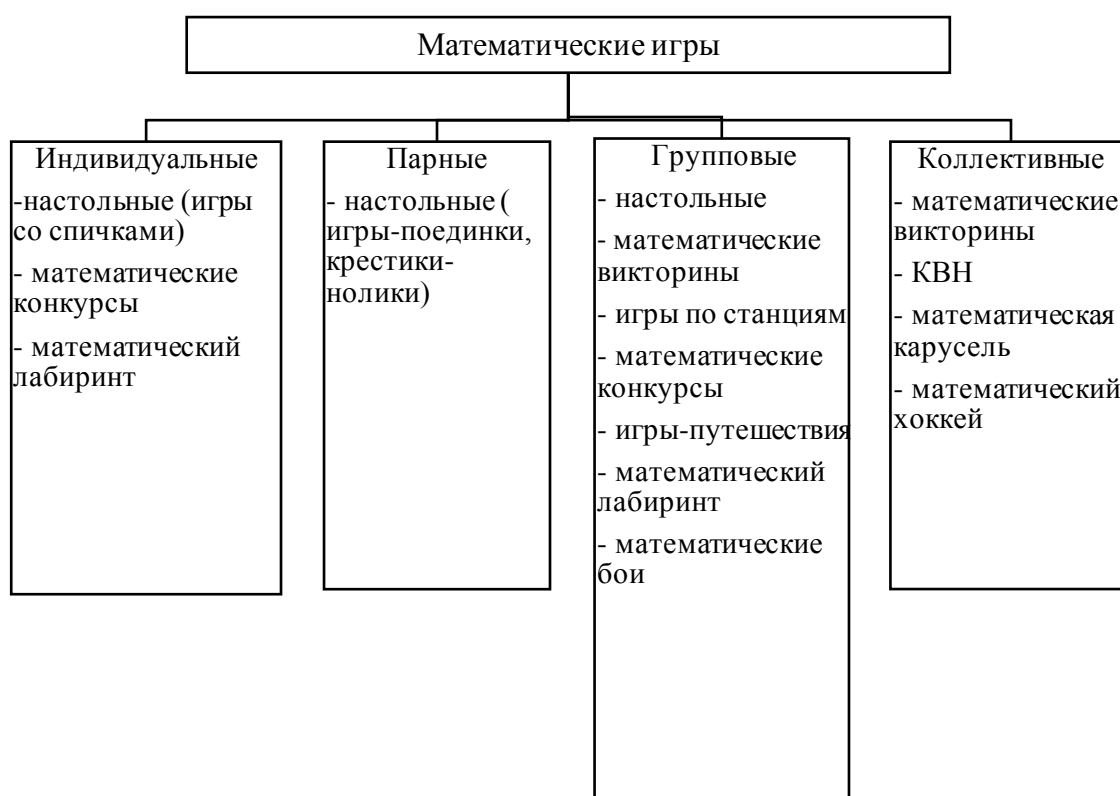 Математические игры
Индивидуальные
-настольные (игры
со спичками)
- математические
конкурсы
- математический
лабиринт
Парные
- настольные (
игры-поединки,
крестики-
нолики)
Групповые
- настольные
- математические
викторины
- игры по станциям
- математические
конкурсы
- игры-путешествия
- математический
лабиринт
- математические
бои
Коллективные
- математические
викторины
- КВН
- математическая
карусель
- математический
хоккей